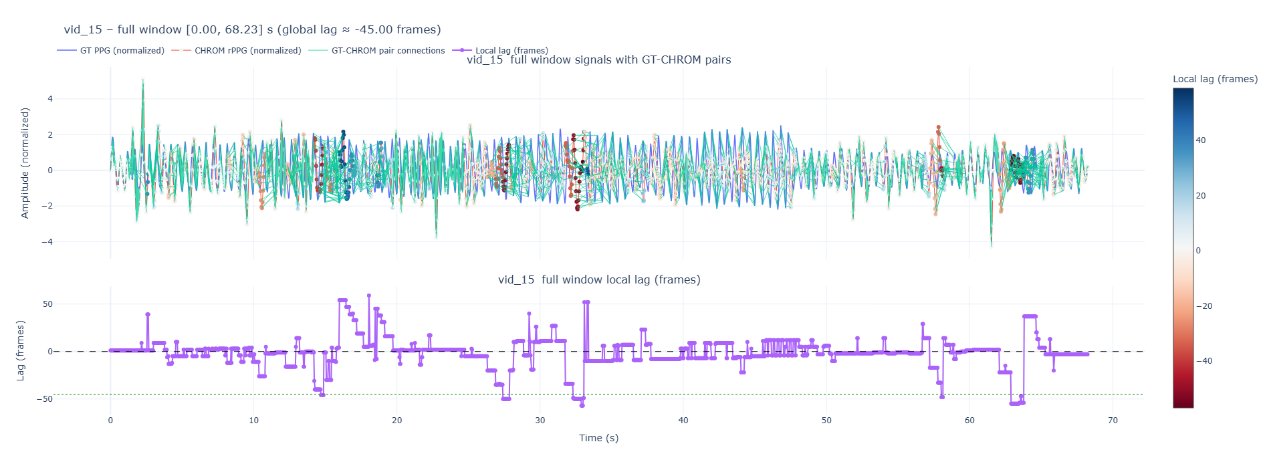 vid_15 – full window [0.00, 68.23] s (global lag ≈ -45.00 frames)
GT PPG (normalized) CHROM rPPG (normalized) GT-CHROM pair connections Local lag (frames)
vid_15 full window signals with GT-CHROM pairs
Amplitude (normalized)
4
2
0
−2
−4
Local lag (frames)
40
20
0
−20
−40
vid_15 full window local lag (frames)
Lag (frames)
50
0
−50
0 10 20 30 40 50 60 70
Time (s)